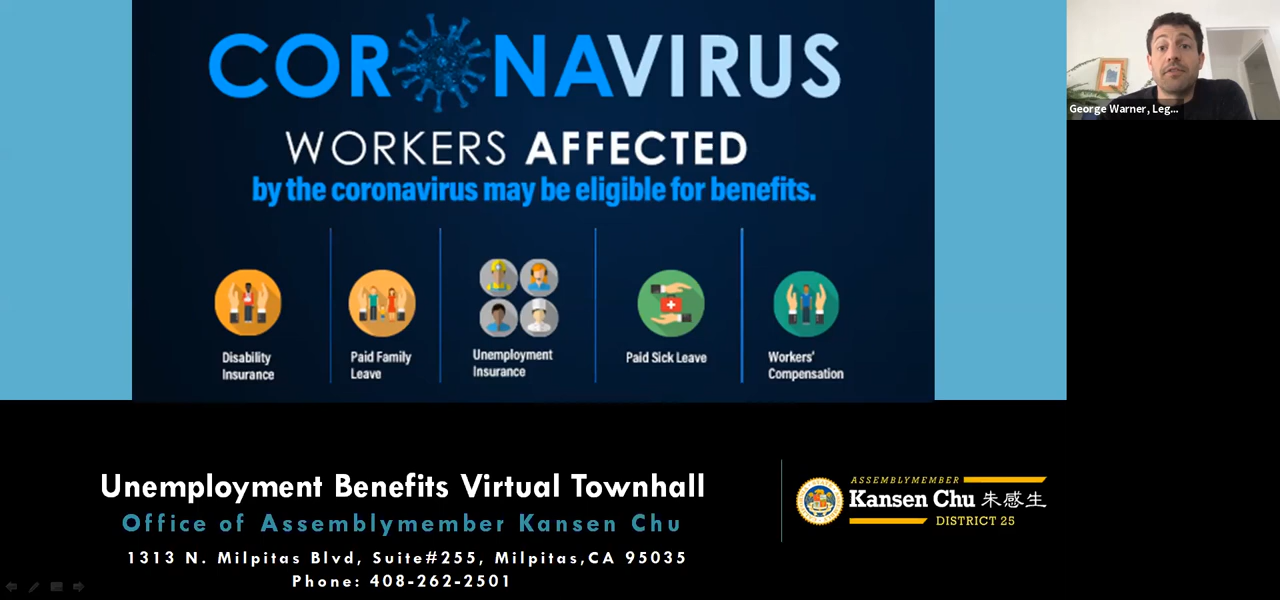 CORONAVIRUS
WORKERS AFFECTED
by the coronavirus may be eligible for benefits.
Disability
Insurance
Paid Family
Leave
Unemployment
Insurance
Paid Sick Leave
Workers'
Compensation
George Warner, Leg...
Unemployment Benefits Virtual Townhall
Office of Assemblymember Kansen Chu
1313 N. Milpitas Blvd, Suite#255, Milpitas,CA 95035
Phone: 408-262-2501
ASSEMBLYMEMBER
Kansen Chu 朱感生
DISTRICT 25